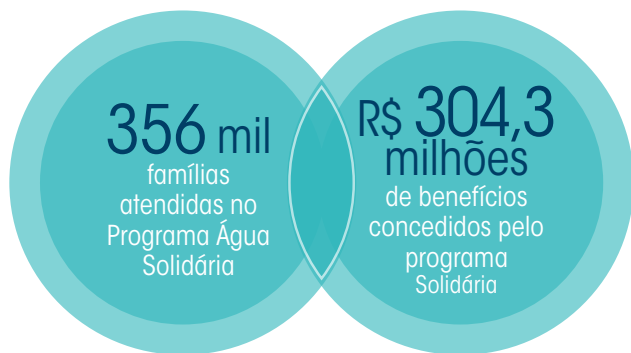 356 mil
famílias
atendidas no
Programa Água
Solidária
R$ 304,3
milhões
de benefícios
concedidos pelo
programa
Solidária